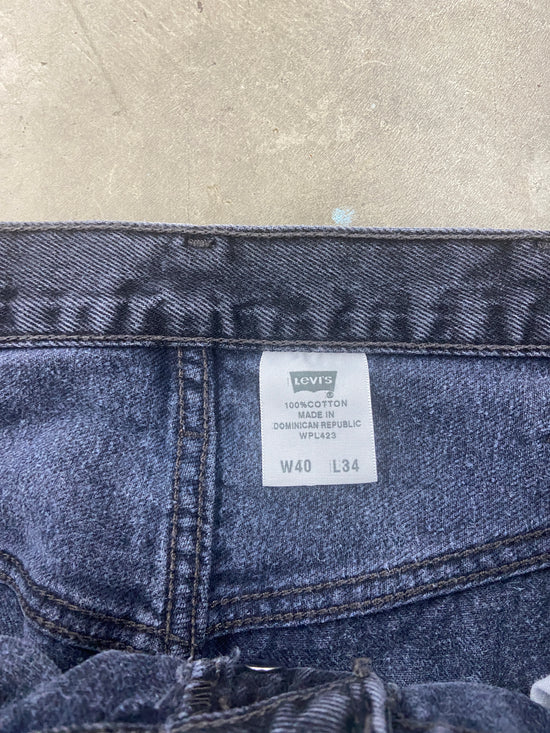 LEVI'S
®
100% COTTON
MADE IN
DOMINICAN REPUBLIC
WPL423
W40 L34